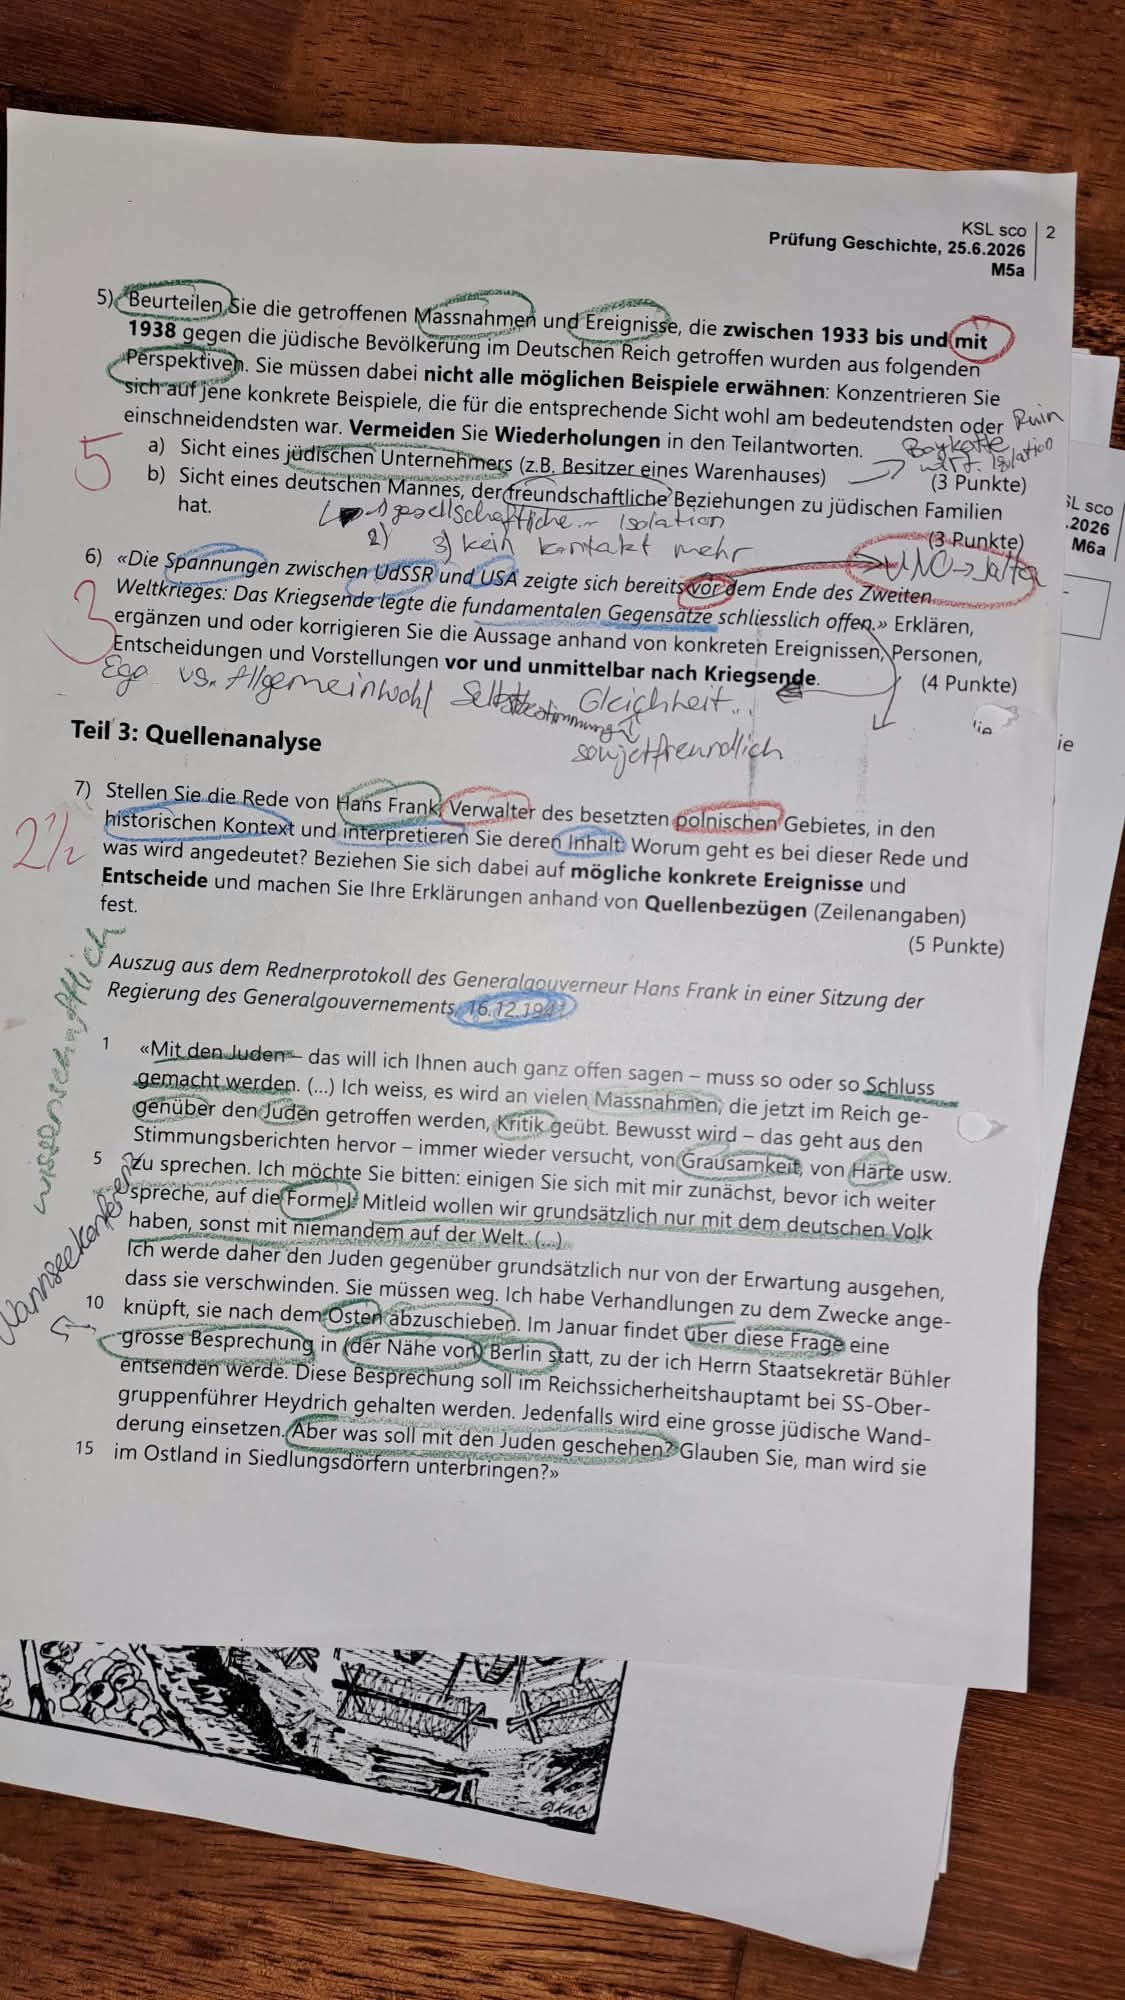 KSL sco | 2
Prüfung Geschichte, 25.6.2026
M5a
5) Beurteilen Sie die getroffenen Massnahmen und Ereignisse, die zwischen 1933 bis und mit
1938 gegen die jüdische Bevölkerung im Deutschen Reich getroffen wurden aus folgenden
Perspektiven. Sie müssen dabei nicht alle möglichen Beispiele erwähnen: Konzentrieren Sie
sich auf jene konkrete Beispiele, die für die entsprechende Sicht wohl am bedeutendsten oder
einschneidendsten war. Vermeiden Sie Wiederholungen in den Teilantworten.
Ruin
Boykotte
wirt. Isolation
5
a) Sicht eines jüdischen Unternehmers (z.B. Besitzer eines Warenhauses)
(3 Punkte)
b) Sicht eines deutschen Mannes, der freundschaftliche Beziehungen zu jüdischen Familien
hat.
(3 Punkte)
1) gesellschaftliche Isolation
2) 3) kein kontakt mehr
SL sco
.2026
M6a
6) «Die Spannungen zwischen UdSSR und USA zeigte sich bereits vor dem Ende des Zweiten
UNO → Jalta
Weltkrieges: Das Kriegsende legte die fundamentalen Gegensätze schliesslich offen.» Erklären,
3
ergänzen und oder korrigieren Sie die Aussage anhand von konkreten Ereignissen, Personen,
Entscheidungen und Vorstellungen vor und unmittelbar nach Kriegsende.
(4 Punkte)
Ego vs. Allgemeinwohl Selbstbestimmung Gleichheit..
sowjetfreundlich
ie
Teil 3: Quellenanalyse
7) Stellen Sie die Rede von Hans Frank, Verwalter des besetzten polnischen Gebietes, in den
historischen Kontext und interpretieren Sie deren Inhalt: Worum geht es bei dieser Rede und
2½
was wird angedeutet? Beziehen Sie sich dabei auf mögliche konkrete Ereignisse und
Entscheide und machen Sie Ihre Erklärungen anhand von Quellenbezügen (Zeilenangaben)
fest.
(5 Punkte)
wissenschaftlich
Auszug aus dem Rednerprotokoll des Generalgouverneur Hans Frank in einer Sitzung der
Regierung des Generalgouvernements, 16.12.1941
1 «Mit den Juden – das will ich Ihnen auch ganz offen sagen – muss so oder so Schluss
gemacht werden. (...) Ich weiss, es wird an vielen Massnahmen, die jetzt im Reich ge-
genüber den Juden getroffen werden, Kritik geübt. Bewusst wird – das geht aus den
Stimmungsberichten hervor – immer wieder versucht, von Grausamkeit, von Härte usw.
5 zu sprechen. Ich möchte Sie bitten: einigen Sie sich mit mir zunächst, bevor ich weiter
spreche, auf die Formel: Mitleid wollen wir grundsätzlich nur mit dem deutschen Volk
haben, sonst mit niemandem auf der Welt. (...)
Ich werde daher den Juden gegenüber grundsätzlich nur von der Erwartung ausgehen,
dass sie verschwinden. Sie müssen weg. Ich habe Verhandlungen zu dem Zwecke ange-
10 knüpft, sie nach dem Osten abzuschieben. Im Januar findet über diese Frage eine
Wannseekonferenz
grosse Besprechung in (der Nähe von) Berlin statt, zu der ich Herrn Staatsekretär Bühler
entsenden werde. Diese Besprechung soll im Reichssicherheitshauptamt bei SS-Ober-
gruppenführer Heydrich gehalten werden. Jedenfalls wird eine grosse jüdische Wand-
derung einsetzen. Aber was soll mit den Juden geschehen? Glauben Sie, man wird sie
15 im Ostland in Siedlungsdörfern unterbringen?»